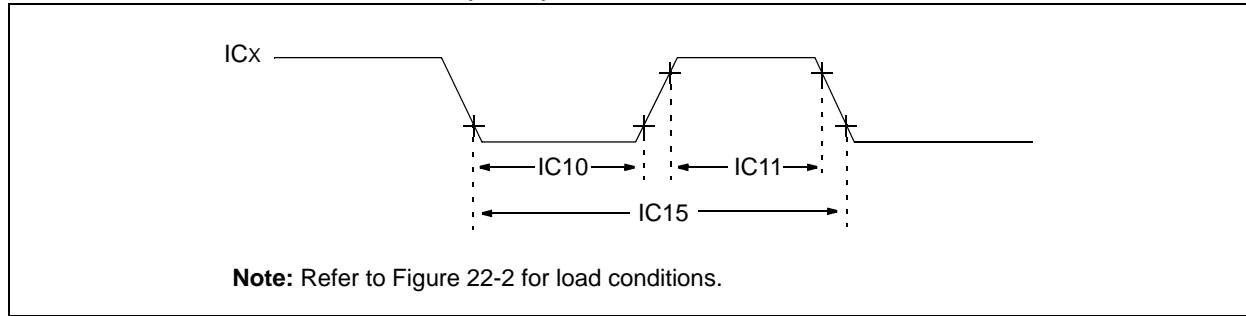 ICX
IC10
IC11
IC15
Note: Refer to Figure 22-2 for load conditions.